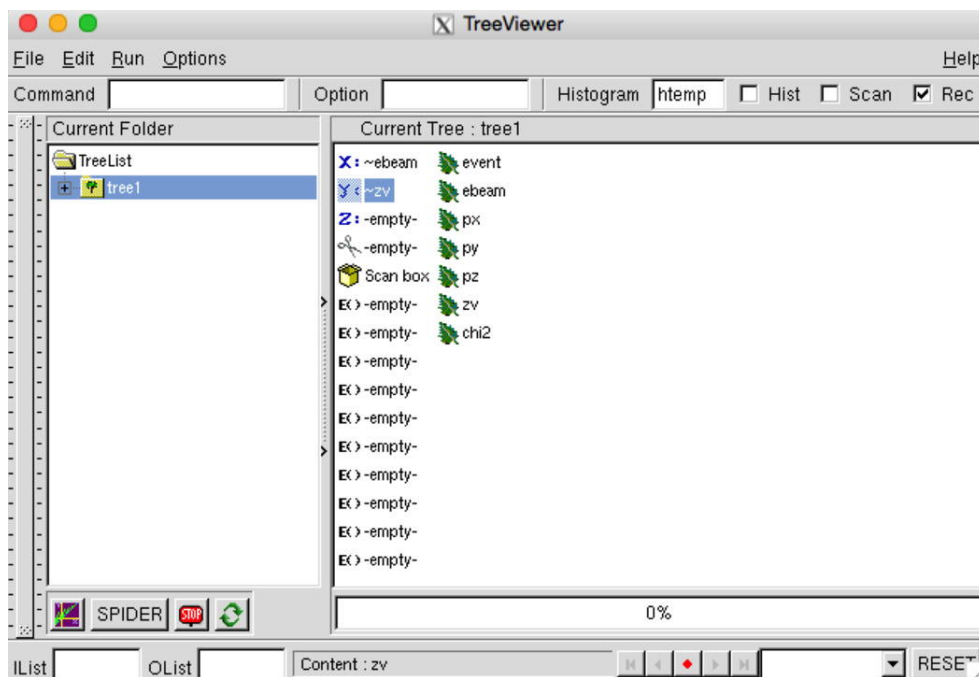 TreeViewer
File Edit Run Options Help
Command Option Histogram htemp Hist Scan Rec
Current Folder Current Tree : tree1
TreeList X: ~ebeam event
tree1 Y: ~zv ebeam
Z: -empty- px
-empty- py
Scan box pz
E() -empty- zv
E() -empty- chi2
E() -empty-
E() -empty-
E() -empty-
E() -empty-
E() -empty-
E() -empty-
E() -empty-
E() -empty-
SPIDER STOP 0%
IList OList Content : zv RESET